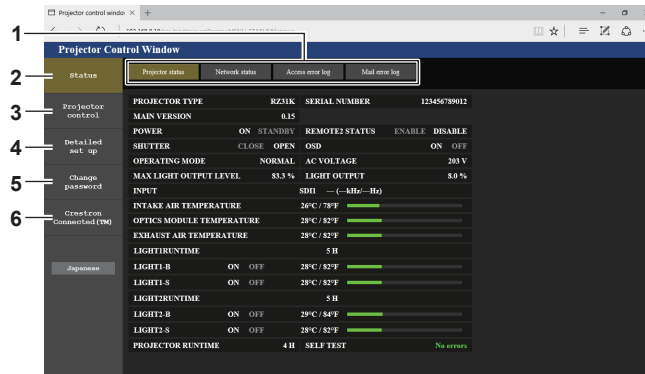 Projector control window
Projector Control Window
1
2
3
4
5
6
Status
Projector control
Detailed set up
Change password
Crestron Connected(TM)
Japanese
Projector status Network status Access error log Mail error log
PROJECTOR TYPE RZ31K SERIAL NUMBER 123456789012
MAIN VERSION 0.15
POWER ON STANDBY REMOTE2 STATUS ENABLE DISABLE
SHUTTER CLOSE OPEN OSD ON OFF
OPERATING MODE NORMAL AC VOLTAGE 203 V
MAX LIGHT OUTPUT LEVEL 83.3 % LIGHT OUTPUT 8.0 %
INPUT SDI1 --- (---kHz/---Hz)
INTAKE AIR TEMPERATURE 26°C / 78°F
OPTICS MODULE TEMPERATURE 28°C / 82°F
EXHAUST AIR TEMPERATURE 28°C / 82°F
LIGHT1RUNTIME 5 H
LIGHT1-B ON OFF 28°C / 82°F
LIGHT1-S ON OFF 28°C / 82°F
LIGHT2RUNTIME 5 H
LIGHT2-B ON OFF 29°C / 84°F
LIGHT2-S ON OFF 28°C / 82°F
PROJECTOR RUNTIME 4 H SELF TEST No errors